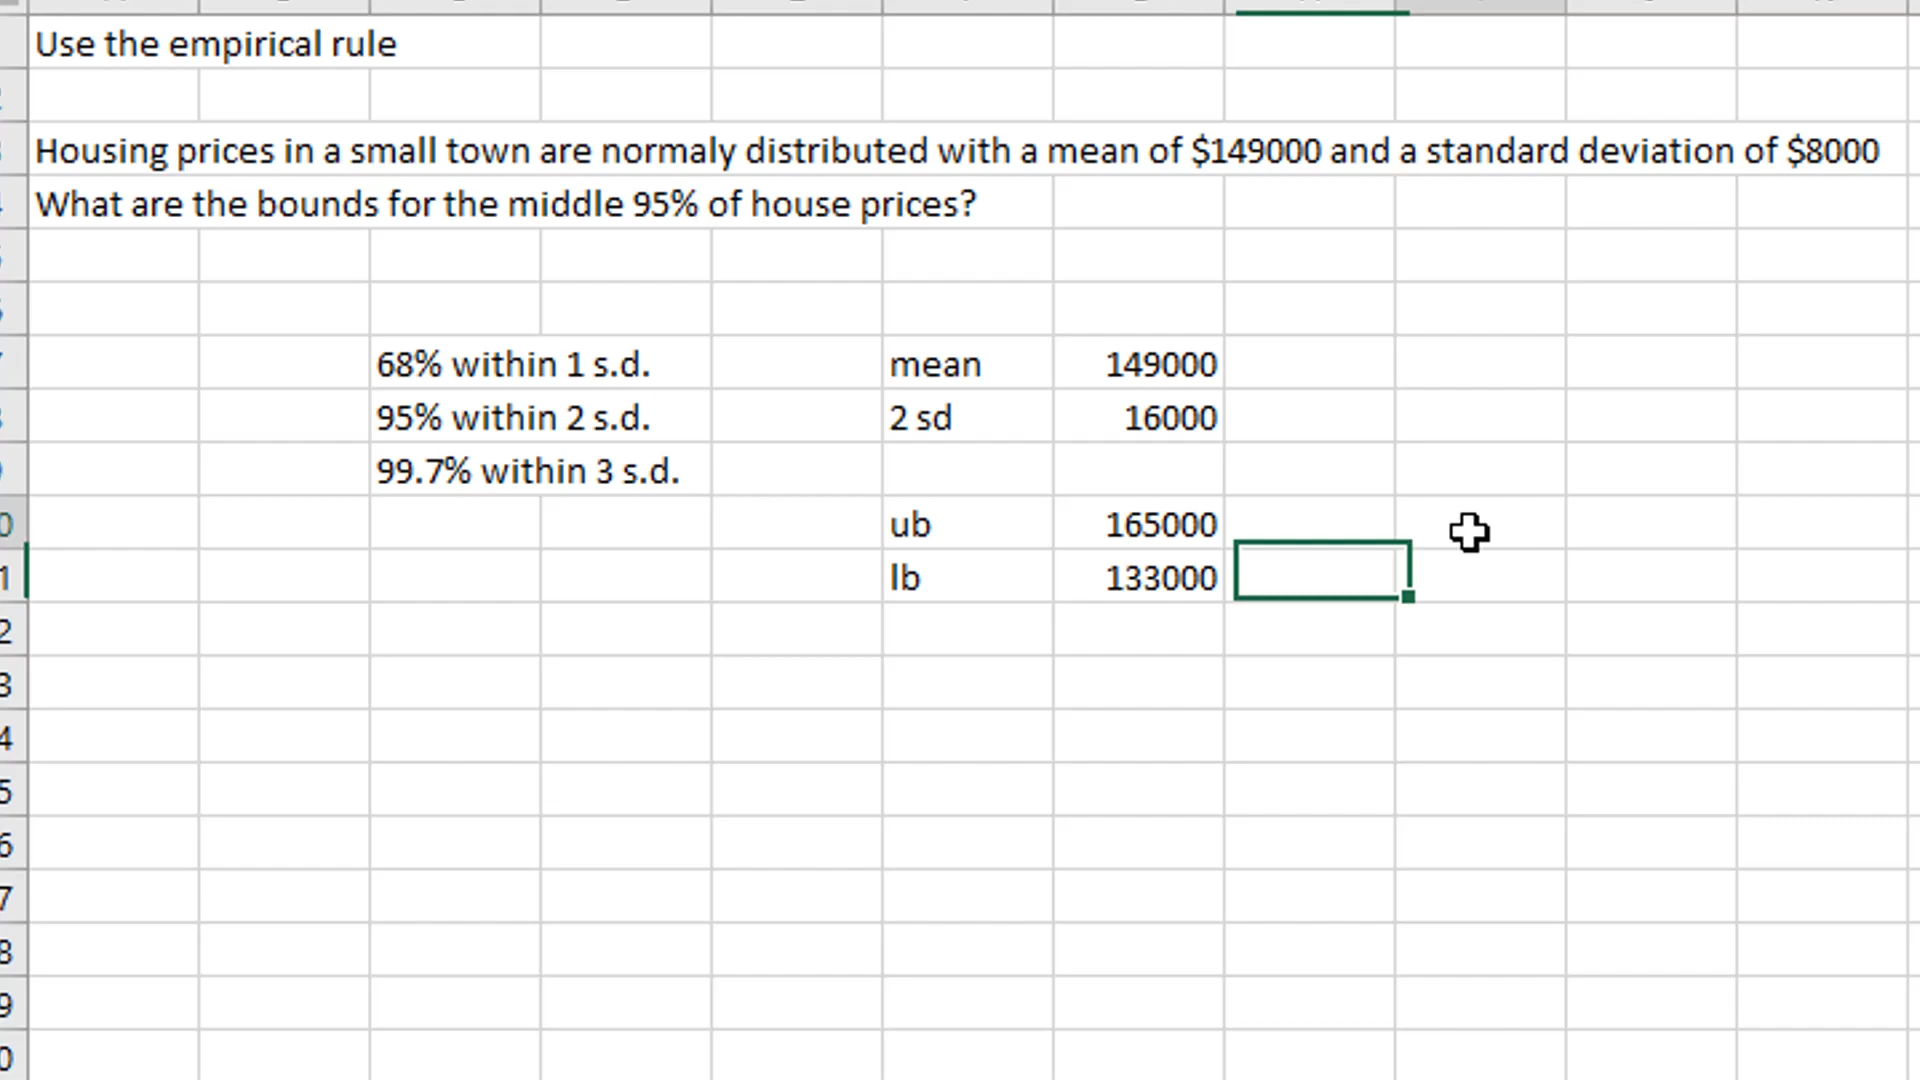 Use the empirical rule
Housing prices in a small town are normaly distributed with a mean of $149000 and a standard deviation of $8000
What are the bounds for the middle 95% of house prices?
68% within 1 s.d. mean 149000
95% within 2 s.d. 2 sd 16000
99.7% within 3 s.d.
ub 165000
lb 133000